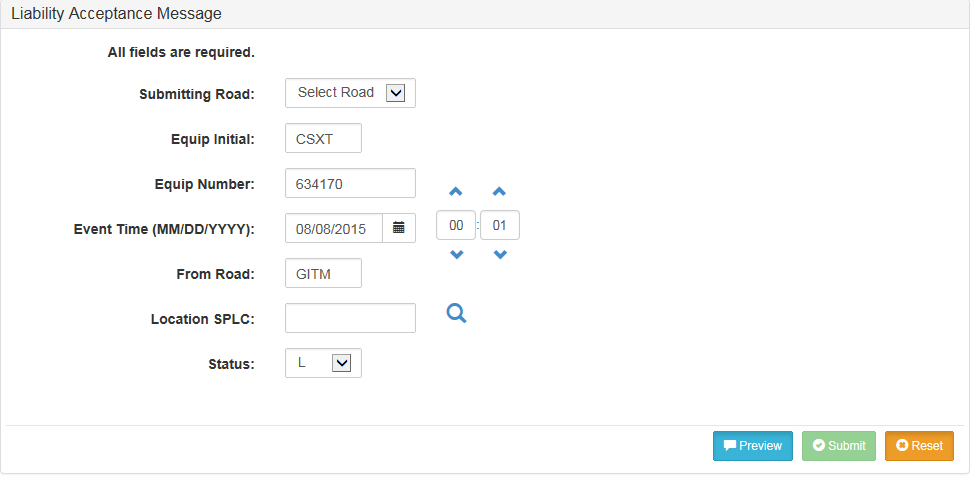 Liability Acceptance Message
All fields are required.
Submitting Road: Select Road
Equip Initial: CSXT
Equip Number: 634170
Event Time (MM/DD/YYYY): 08/08/2015 00 : 01
From Road: GITM
Location SPLC:
Status: L
Preview Submit Reset